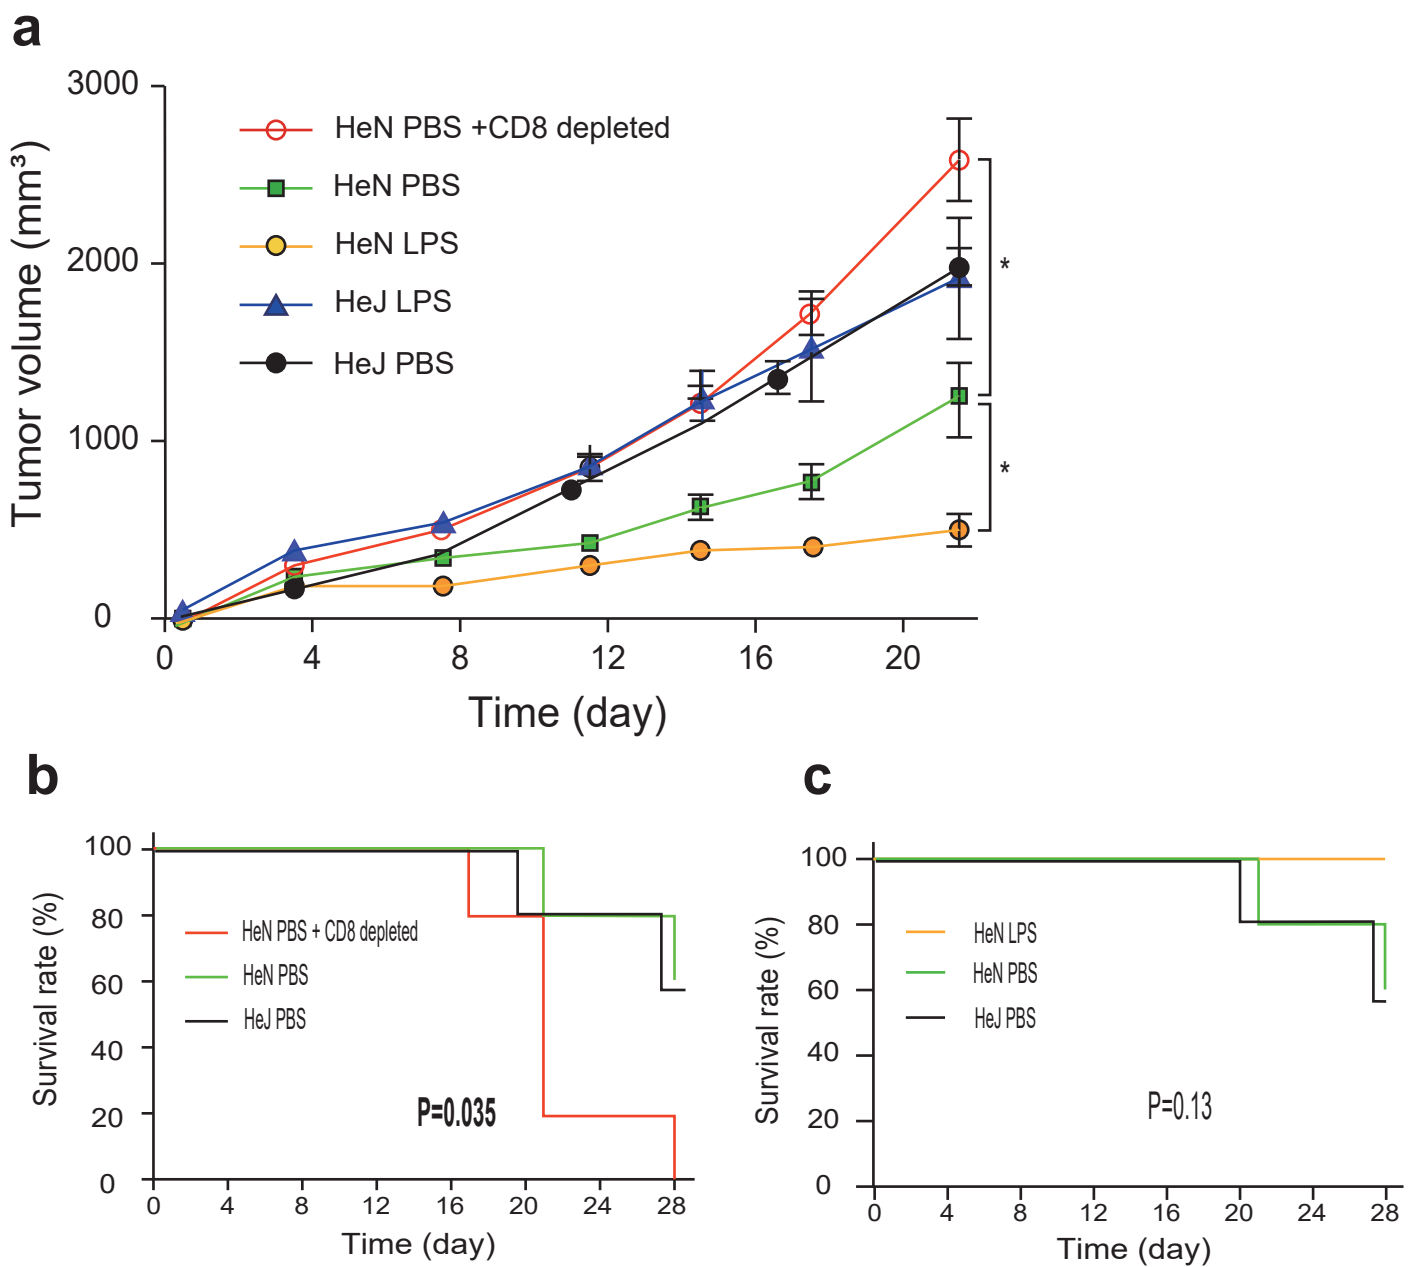 a
Tumor volume (mm³)
3000
2000
1000
0
HeN PBS +CD8 depleted
HeN PBS
HeN LPS
HeJ LPS
HeJ PBS
*
*
0 4 8 12 16 20
Time (day)
b
Survival rate (%)
100
80
60
40
20
0
HeN PBS + CD8 depleted
HeN PBS
HeJ PBS
P=0.035
0 4 8 12 16 20 24 28
Time (day)
c
Survival rate (%)
100
80
60
40
20
0
HeN LPS
HeN PBS
HeJ PBS
P=0.13
0 4 8 12 16 20 24 28
Time (day)